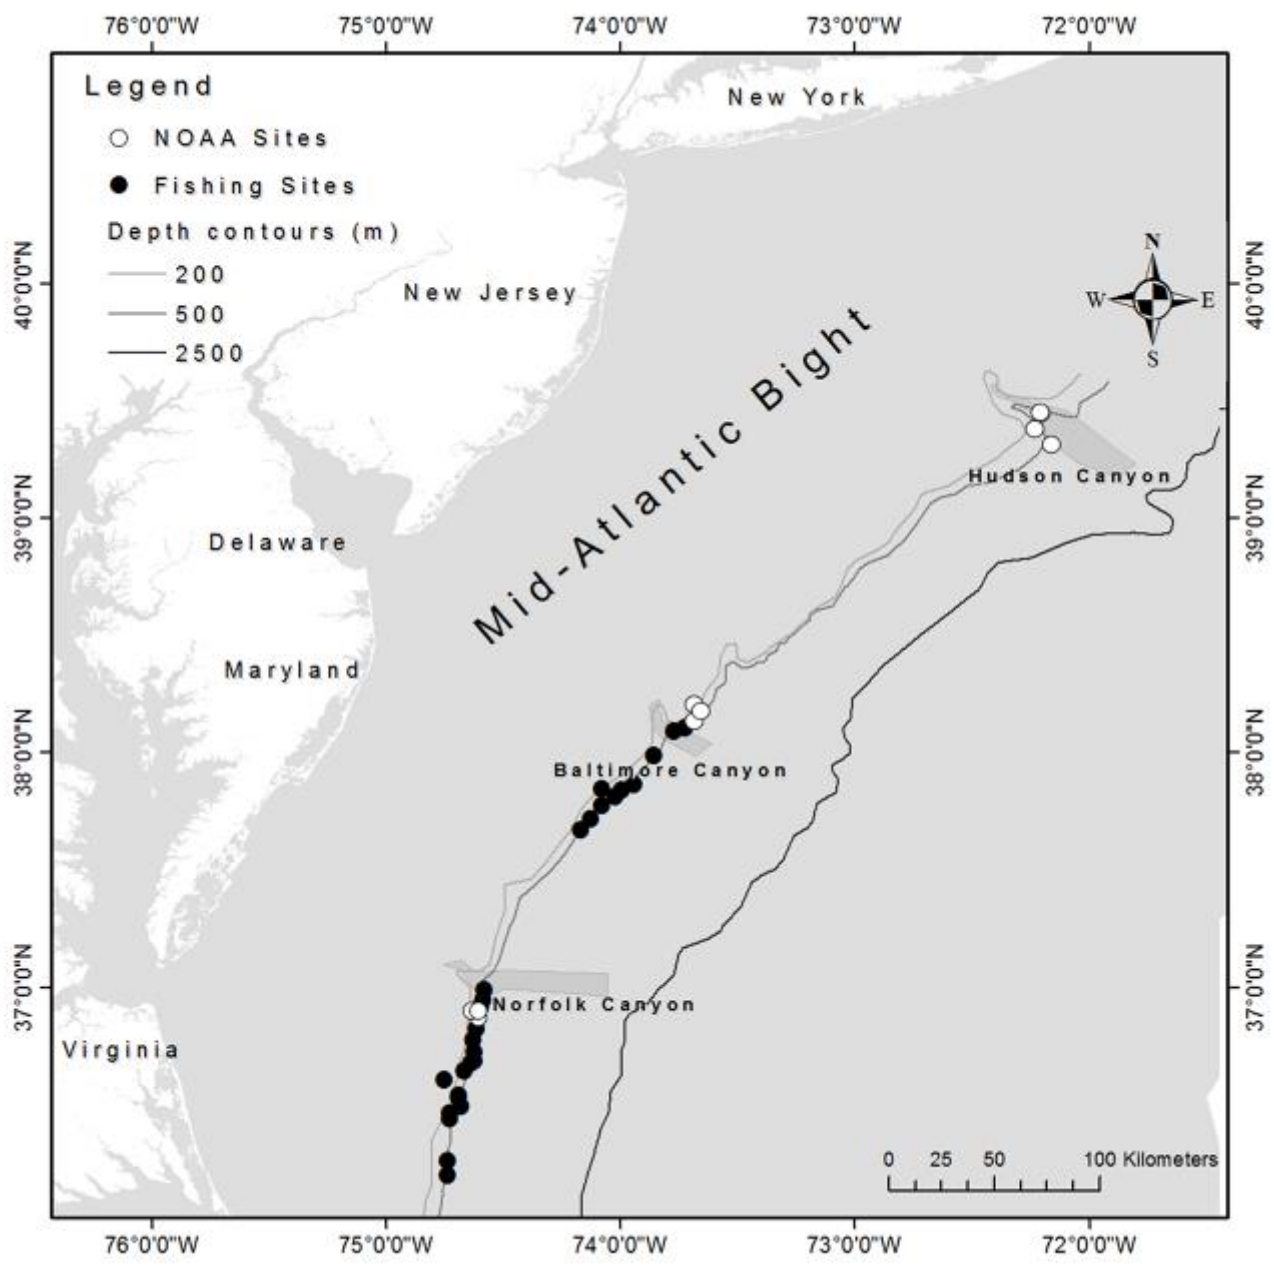 76°0'0"W 75°0'0"W 74°0'0"W 73°0'0"W 72°0'0"W
Legend
NOAA Sites
Fishing Sites
Depth contours (m)
200
500
2500
New York
New Jersey
N
W E
S
40°0'0"N 40°0'0"N
Mid-Atlantic Bight
Hudson Canyon
39°0'0"N 39°0'0"N
Delaware
Maryland
38°0'0"N 38°0'0"N
Baltimore Canyon
37°0'0"N 37°0'0"N
Norfolk Canyon
Virginia
0 25 50 100 Kilometers
76°0'0"W 75°0'0"W 74°0'0"W 73°0'0"W 72°0'0"W